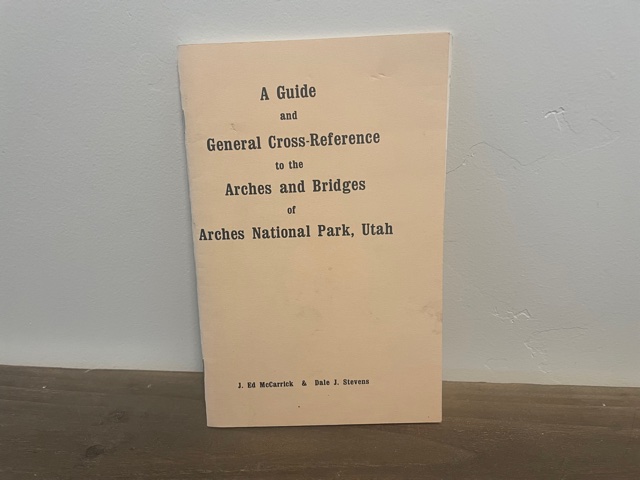 A Guide
and
General Cross-Reference
to the
Arches and Bridges
of
Arches National Park, Utah
J. Ed McCarrick & Dale J. Stevens